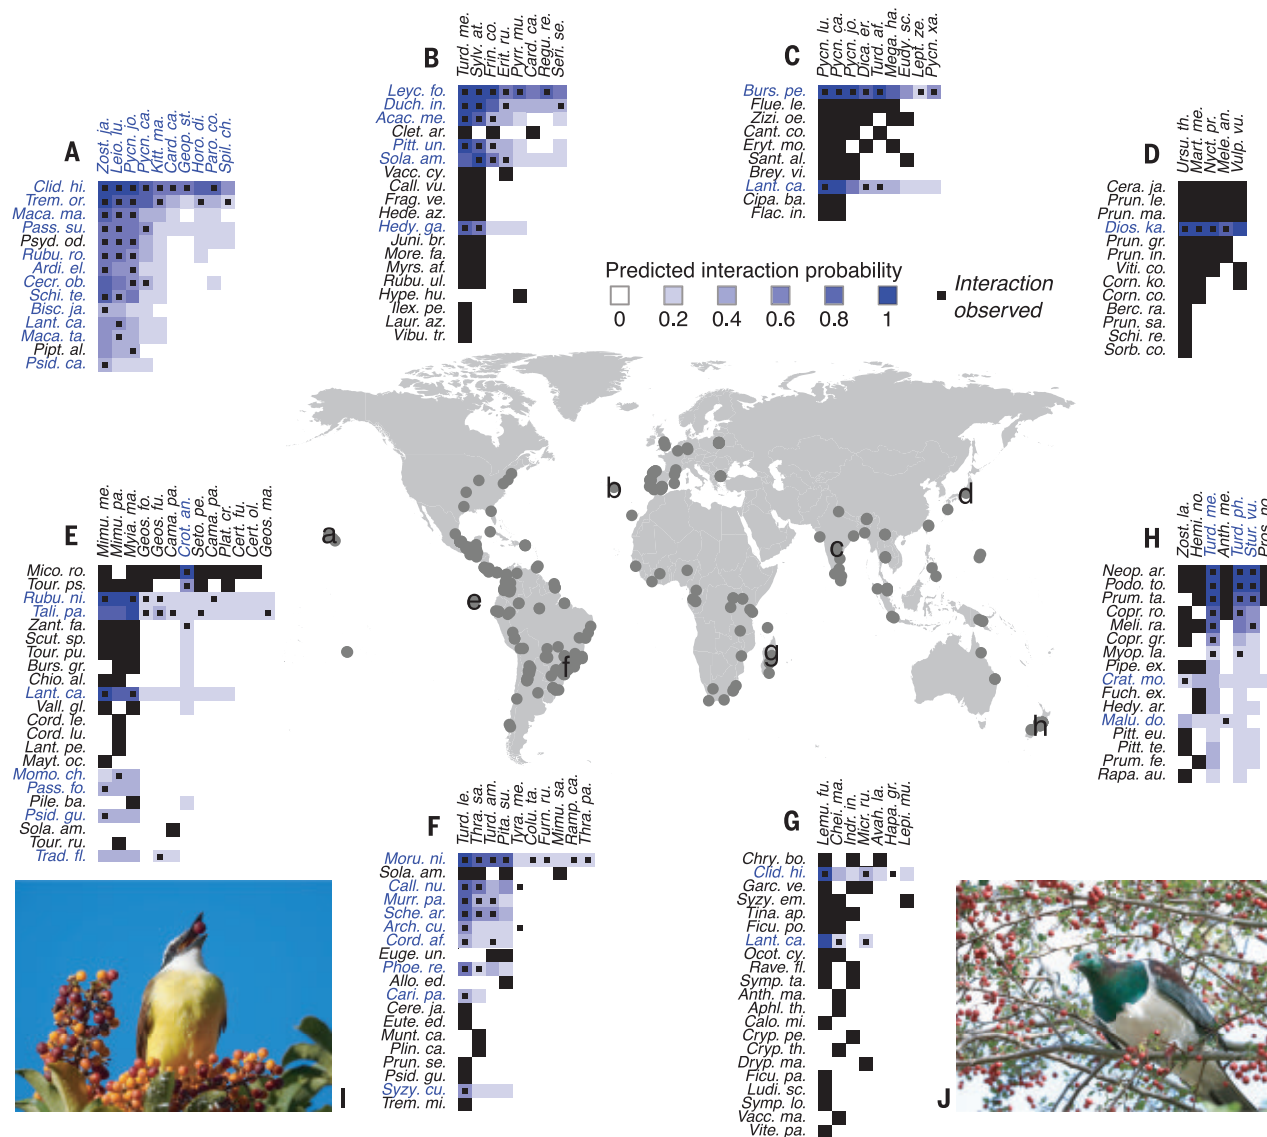 A
Zost. ja.
Leio. lu.
Pycn. jo.
Pycn. ca.
Kitt. ma.
Card. ca.
Geop. st.
Horo. di.
Paro. co.
Spil. ch.
Clid. hi.
Trem. or.
Maca. ma.
Pass. su.
Psyd. od.
Rubu. ro.
Ardi. el.
Cecr. ob.
Schi. te.
Bisc. ja.
Lant. ca.
Maca. ta.
Pipt. al.
Psid. ca.
B
Turd. me.
Sylv. at.
Frin. co.
Erit. ru.
Pyrr. mu.
Card. ca.
Regu. re.
Seri. se.
Leyc. fo.
Duch. in.
Acac. me.
Clet. ar.
Pitt. un.
Sola. am.
Vacc. cy.
Call. vu.
Frag. ve.
Hede. az.
Hedy. ga.
Juni. br.
More. fa.
Myrs. af.
Rubu. ul.
Hype. hu.
Ilex. pe.
Laur. az.
Vibu. tr.
C
Pycn. lu.
Pycn. ca.
Pycn. jo.
Dica. er.
Turd. af.
Mega. ha.
Eudy. sc.
Lept. ze.
Pycn. xa.
Burs. pe.
Flue. le.
Zizi. oe.
Cant. co.
Eryt. mo.
Sant. al.
Brey. vi.
Lant. ca.
Cipa. ba.
Flac. in.
D
Ursu. th.
Mart. me.
Nyct. pr.
Mele. an.
Vulp. vu.
Cera. ja.
Prun. le.
Prun. ma.
Dios. ka.
Prun. gr.
Prun. in.
Viti. co.
Corn. ko.
Corn. co.
Berc. ra.
Prun. sa.
Schi. re.
Sorb. co.
Predicted interaction probability
0 0.2 0.4 0.6 0.8 1
Interaction
observed
a
b
c
d
e
f
g
h
E
Mimu. me.
Mimu. pa.
Myia. ma.
Geos. fo.
Geos. fu.
Cama. pa.
Crot. an.
Seto. pe.
Cama. pa.
Plat. cr.
Cert. fu.
Cert. ol.
Geos. ma.
Mico. ro.
Tour. ps.
Rubu. ni.
Tali. pa.
Zant. fa.
Scut. sp.
Tour. pu.
Burs. gr.
Chio. al.
Lant. ca.
Vall. gl.
Cord. le.
Cord. lu.
Lant. pe.
Mayt. oc.
Momo. ch.
Pass. fo.
Pile. ba.
Psid. gu.
Sola. am.
Tour. ru.
Trad. fl.
H
Zost. la.
Hemi. no.
Turd. me.
Anth. me.
Turd. ph.
Stur. vu.
Pros. no.
Neop. ar.
Podo. to.
Prum. ta.
Copr. ro.
Meli. ra.
Copr. gr.
Myop. la.
Pipe. ex.
Crat. mo.
Fuch. ex.
Hedy. ar.
Malu. do.
Pitt. eu.
Pitt. te.
Prum. fe.
Rapa. au.
F
Turd. le.
Thra. sa.
Turd. am.
Pita. su.
Tyra. me.
Colu. ta.
Furn. ru.
Mimu. sa.
Ramp. ca.
Thra. pa.
Moru. ni.
Sola. am.
Call. nu.
Murr. pa.
Sche. ar.
Arch. cu.
Cord. af.
Euge. un.
Phoe. re.
Allo. ed.
Cari. pa.
Cere. ja.
Eute. ed.
Munt. ca.
Plin. ca.
Prun. se.
Psid. gu.
Syzy. cu.
Trem. mi.
G
Lemu. fu.
Chei. ma.
Indr. in.
Micr. ru.
Avah. la.
Hapa. gr.
Lepi. mu.
Chry. bo.
Clid. hi.
Garc. ve.
Syzy. em.
Tina. ap.
Ficu. po.
Lant. ca.
Ocot. cy.
Rave. fl.
Symp. ta.
Anth. ma.
Aphl. th.
Calo. mi.
Cryp. pe.
Cryp. th.
Dryp. ma.
Ficu. pa.
Ludi. sc.
Symp. lo.
Vacc. ma.
Vite. pa.
I
J